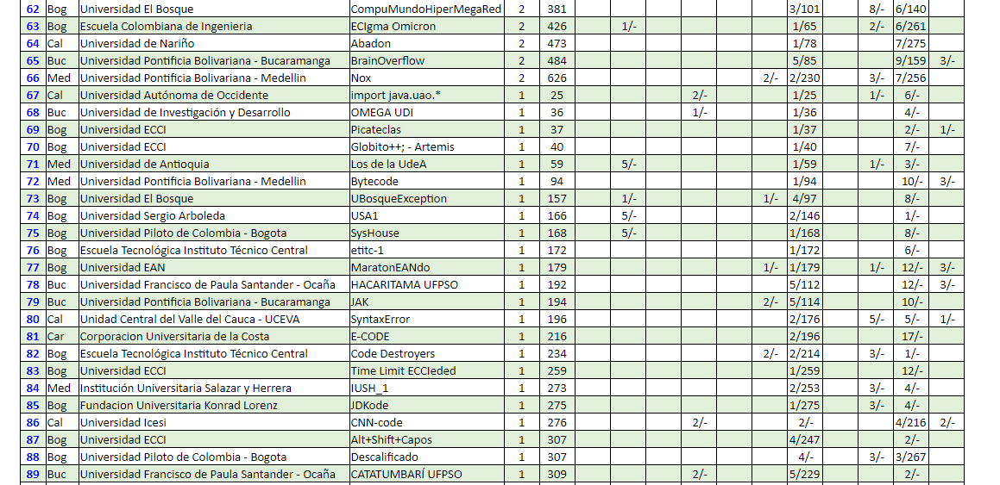 62 Bog Universidad El Bosque CompuMundoHiperMegaRed 2 381 3/101 8/- 6/140
63 Bog Escuela Colombiana de Ingenieria ECIgma Omicron 2 426 1/- 1/65 2/- 6/261
64 Cal Universidad de Nariño Abadon 2 473 1/78 7/275
65 Buc Universidad Pontificia Bolivariana - Bucaramanga BrainOverflow 2 484 5/85 9/159 3/-
66 Med Universidad Pontificia Bolivariana - Medellin Nox 2 626 2/- 2/230 3/- 7/256
67 Cal Universidad Autónoma de Occidente import java.uao.* 1 25 2/- 1/25 1/- 6/-
68 Buc Universidad de Investigación y Desarrollo OMEGA UDI 1 36 1/- 1/36 4/-
69 Bog Universidad ECCI Picateclas 1 37 1/37 2/- 1/-
70 Bog Universidad ECCI Globito++; - Artemis 1 40 1/40 7/-
71 Med Universidad de Antioquia Los de la UdeA 1 59 5/- 1/59 1/- 3/-
72 Med Universidad Pontificia Bolivariana - Medellin Bytecode 1 94 1/94 10/- 3/-
73 Bog Universidad El Bosque UBosqueException 1 157 1/- 1/- 4/97 8/-
74 Bog Universidad Sergio Arboleda USA1 1 166 5/- 2/146 1/-
75 Bog Universidad Piloto de Colombia - Bogota SysHouse 1 168 5/- 1/168 8/-
76 Bog Escuela Tecnológica Instituto Técnico Central etitc-1 1 172 1/172 6/-
77 Bog Universidad EAN MaratonEANdo 1 179 1/- 1/179 1/- 12/- 3/-
78 Buc Universidad Francisco de Paula Santander - Ocaña HACARITAMA UFPSO 1 192 5/112 12/- 3/-
79 Buc Universidad Pontificia Bolivariana - Bucaramanga JAK 1 194 2/- 5/114 10/-
80 Cal Unidad Central del Valle del Cauca - UCEVA SyntaxError 1 196 2/176 5/- 5/- 1/-
81 Car Corporacion Universitaria de la Costa E-CODE 1 216 2/196 17/-
82 Bog Escuela Tecnológica Instituto Técnico Central Code Destroyers 1 234 2/- 2/214 3/- 1/-
83 Bog Universidad ECCI Time Limit ECCIeded 1 259 1/259 12/-
84 Med Institución Universitaria Salazar y Herrera IUSH_1 1 273 2/253 3/- 4/-
85 Bog Fundacion Universitaria Konrad Lorenz JDKode 1 275 1/275 3/- 4/-
86 Cal Universidad Icesi CNN-code 1 276 2/- 2/- 4/216 2/-
87 Bog Universidad ECCI Alt+Shift+Capos 1 307 4/247 2/-
88 Bog Universidad Piloto de Colombia - Bogota Descalificado 1 307 4/- 3/- 3/267
89 Buc Universidad Francisco de Paula Santander - Ocaña CATATUMBARÍ UFPSO 1 309 2/- 5/229 2/-